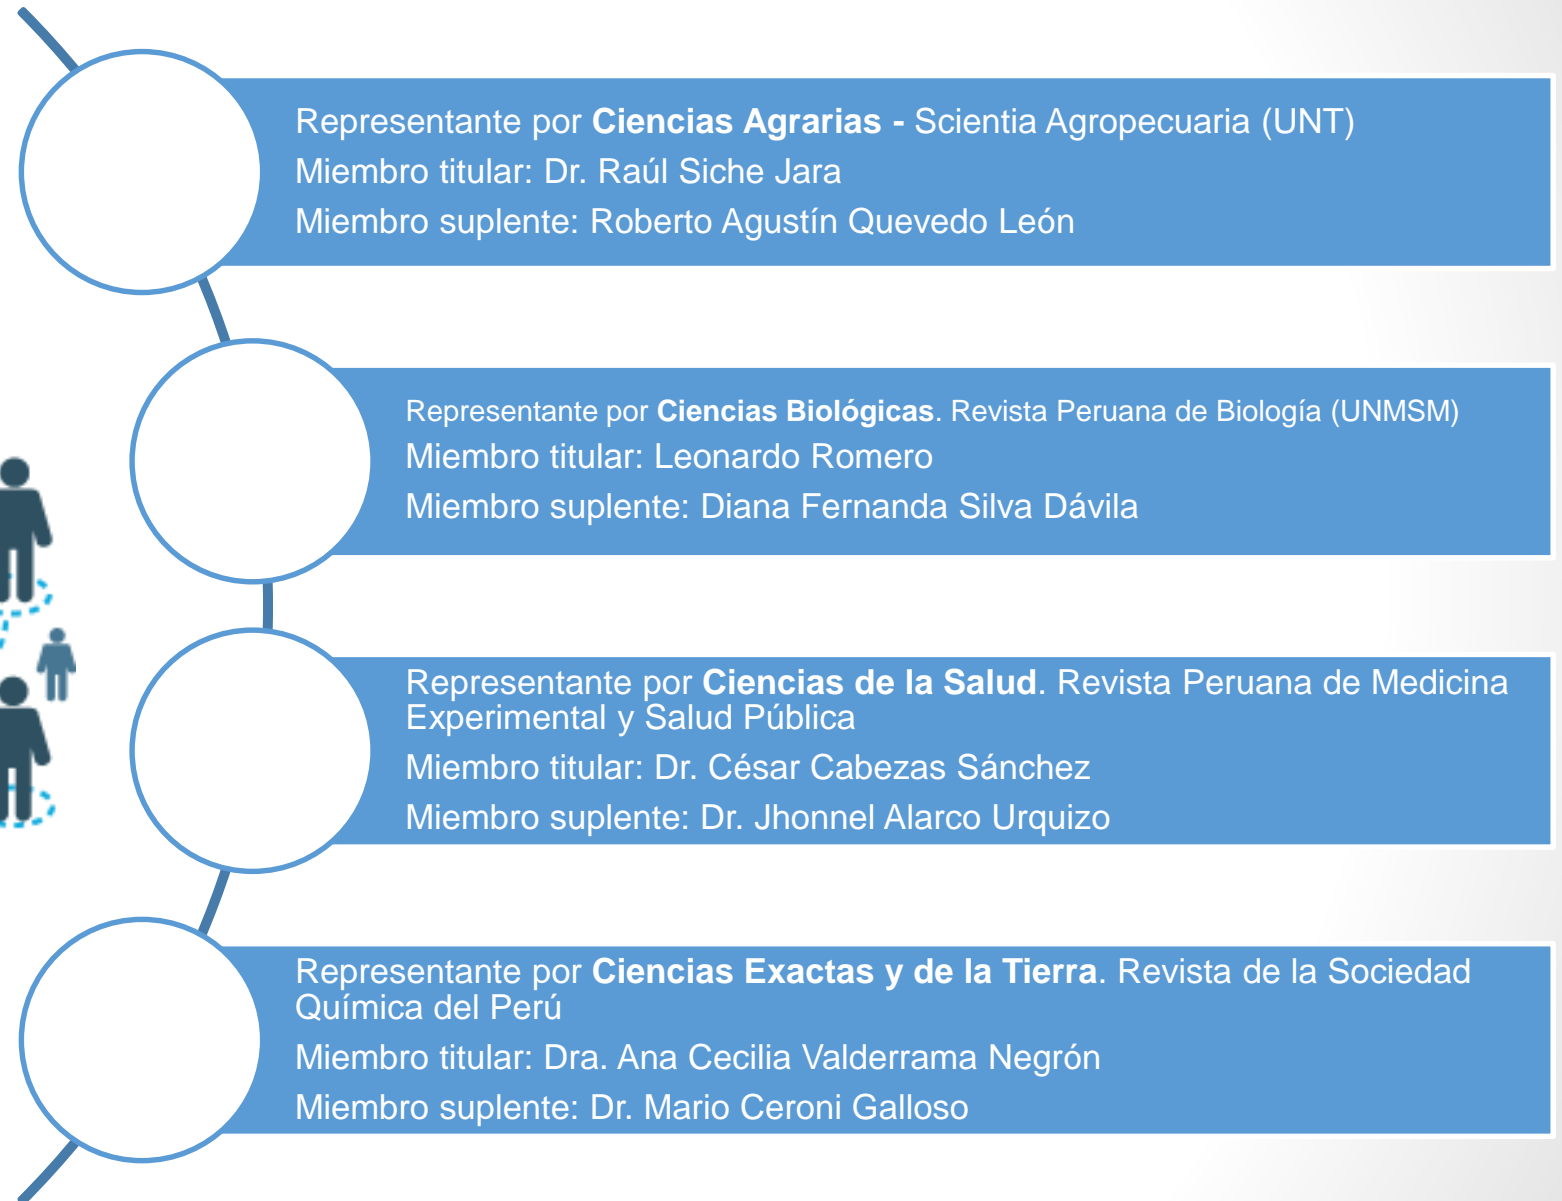 Representante por Ciencias Agrarias - Scientia Agropecuaria (UNT)
Miembro titular: Dr. Raúl Siche Jara
Miembro suplente: Roberto Agustín Quevedo León
Representante por Ciencias Biológicas. Revista Peruana de Biología (UNMSM)
Miembro titular: Leonardo Romero
Miembro suplente: Diana Fernanda Silva Dávila
Representante por Ciencias de la Salud. Revista Peruana de Medicina
Experimental y Salud Pública
Miembro titular: Dr. César Cabezas Sánchez
Miembro suplente: Dr. Jhonnel Alarco Urquizo
Representante por Ciencias Exactas y de la Tierra. Revista de la Sociedad
Química del Perú
Miembro titular: Dra. Ana Cecilia Valderrama Negrón
Miembro suplente: Dr. Mario Ceroni Galloso